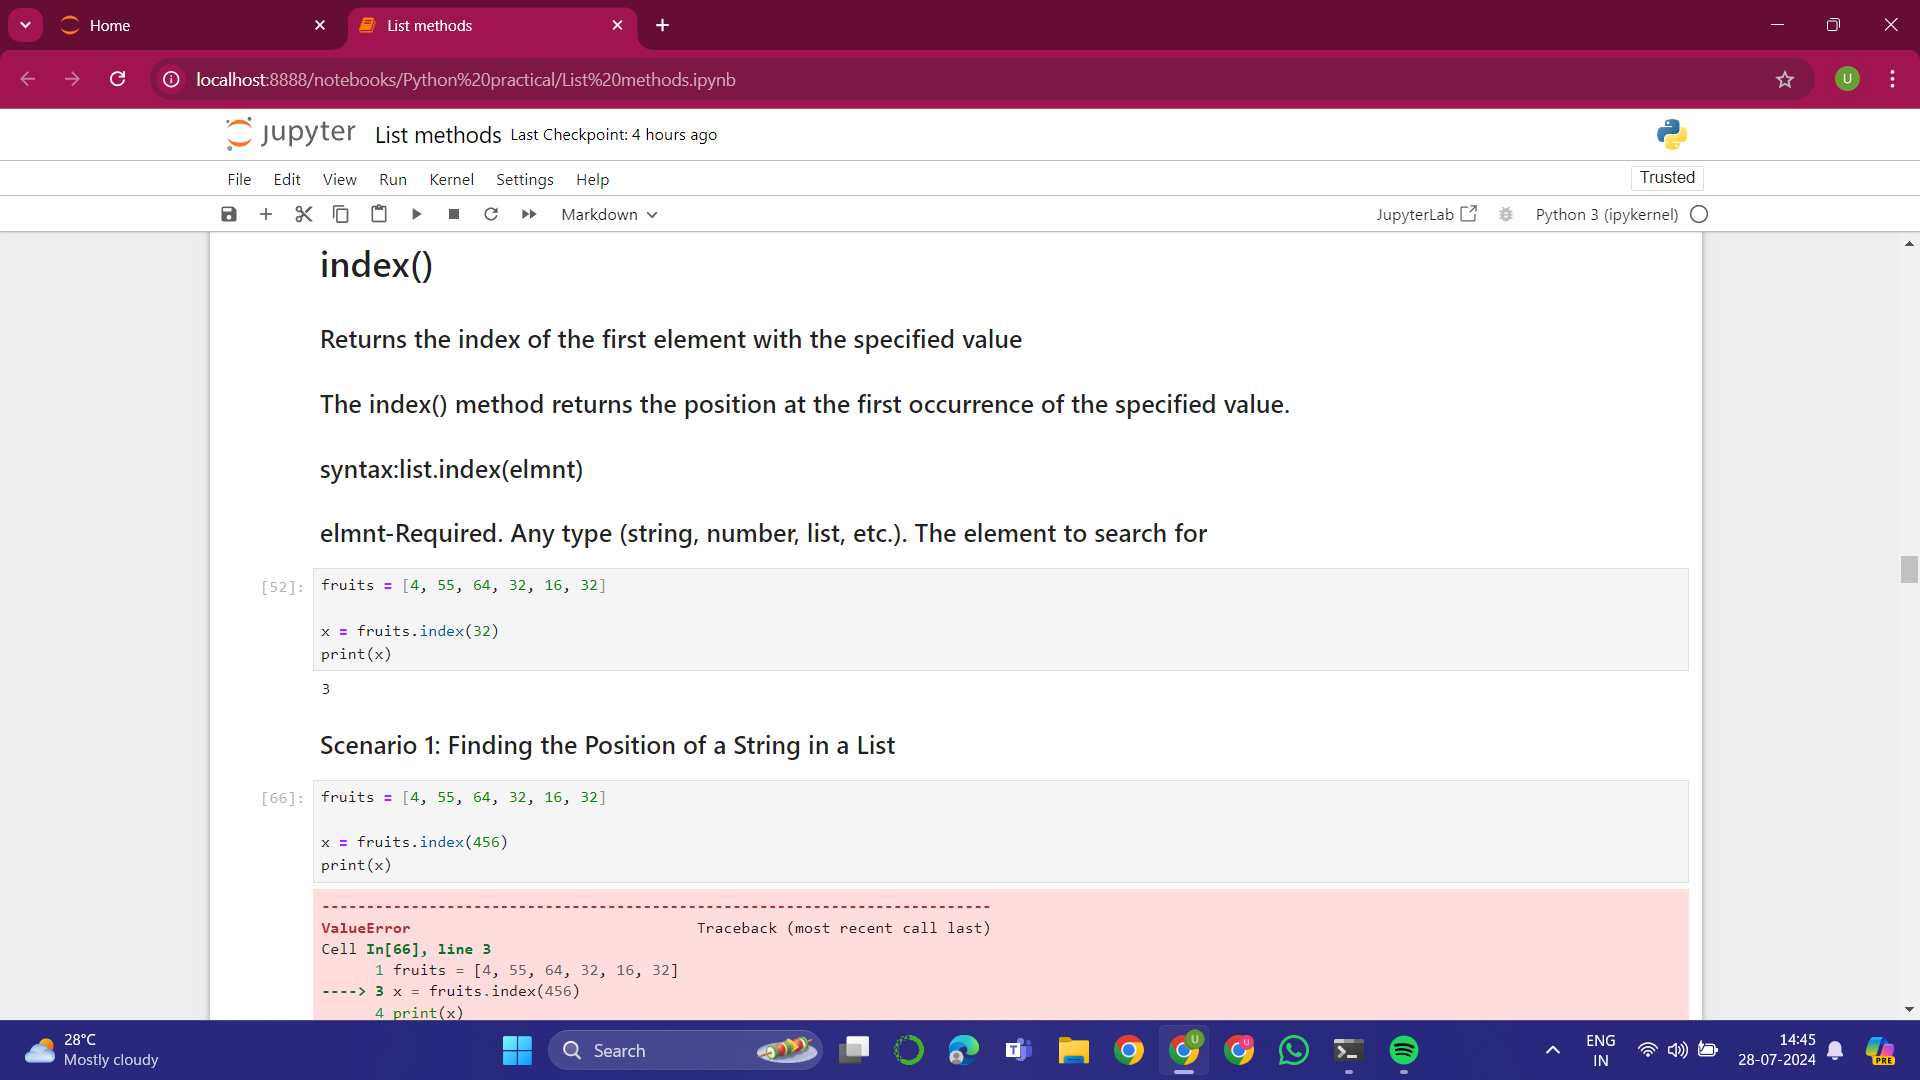 Home
List methods
localhost:8888/notebooks/Python%20practical/List%20methods.ipynb
U
jupyter List methods Last Checkpoint: 4 hours ago
File Edit View Run Kernel Settings Help
Trusted
Markdown
JupyterLab
Python 3 (ipykernel)
index()
Returns the index of the first element with the specified value
The index() method returns the position at the first occurrence of the specified value.
syntax:list.index(elmnt)
elmnt-Required. Any type (string, number, list, etc.). The element to search for
[52]: fruits = [4, 55, 64, 32, 16, 32]
x = fruits.index(32)
print(x)
3
Scenario 1: Finding the Position of a String in a List
[66]: fruits = [4, 55, 64, 32, 16, 32]
x = fruits.index(456)
print(x)
---------------------------------------------------------------------------
ValueError Traceback (most recent call last)
Cell In[66], line 3
1 fruits = [4, 55, 64, 32, 16, 32]
----> 3 x = fruits.index(456)
4 print(x)
28°C
Mostly cloudy
Search
U
U
ENG
IN
14:45
28-07-2024
PRE